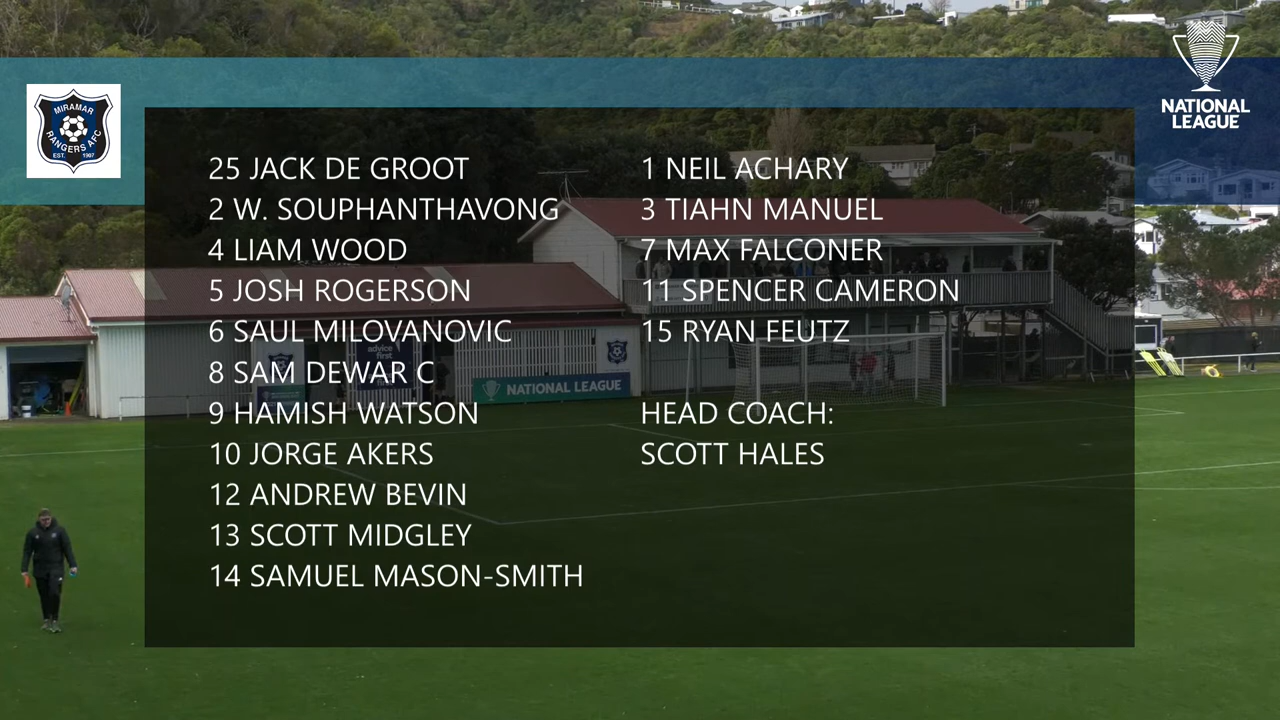 MIRAMAR
RANGERS AFC
EST. 1907
NATIONAL
LEAGUE
25 JACK DE GROOT
2 W. SOUPHANTHAVONG
4 LIAM WOOD
5 JOSH ROGERSON
6 SAUL MILOVANOVIC
8 SAM DEWAR C
9 HAMISH WATSON
10 JORGE AKERS
12 ANDREW BEVIN
13 SCOTT MIDGLEY
14 SAMUEL MASON-SMITH
1 NEIL ACHARY
3 TIAHN MANUEL
7 MAX FALCONER
11 SPENCER CAMERON
15 RYAN FEUTZ
HEAD COACH:
SCOTT HALES
advice
first
NATIONAL LEAGUE